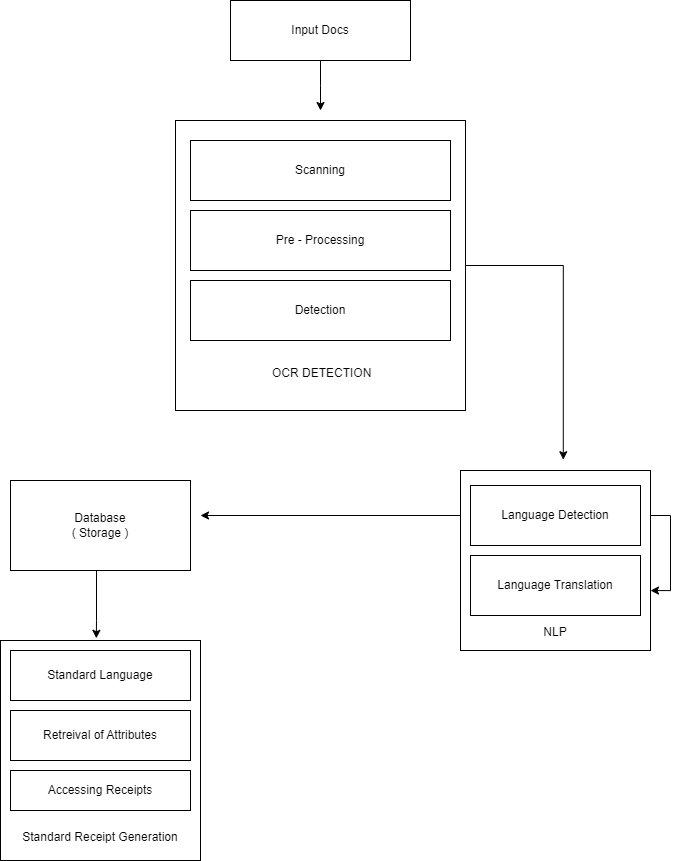 Input Docs
Scanning
Pre - Processing
Detection
OCR DETECTION
Language Detection
Language Translation
NLP
Database
( Storage )
Standard Language
Retreival of Attributes
Accessing Receipts
Standard Receipt Generation